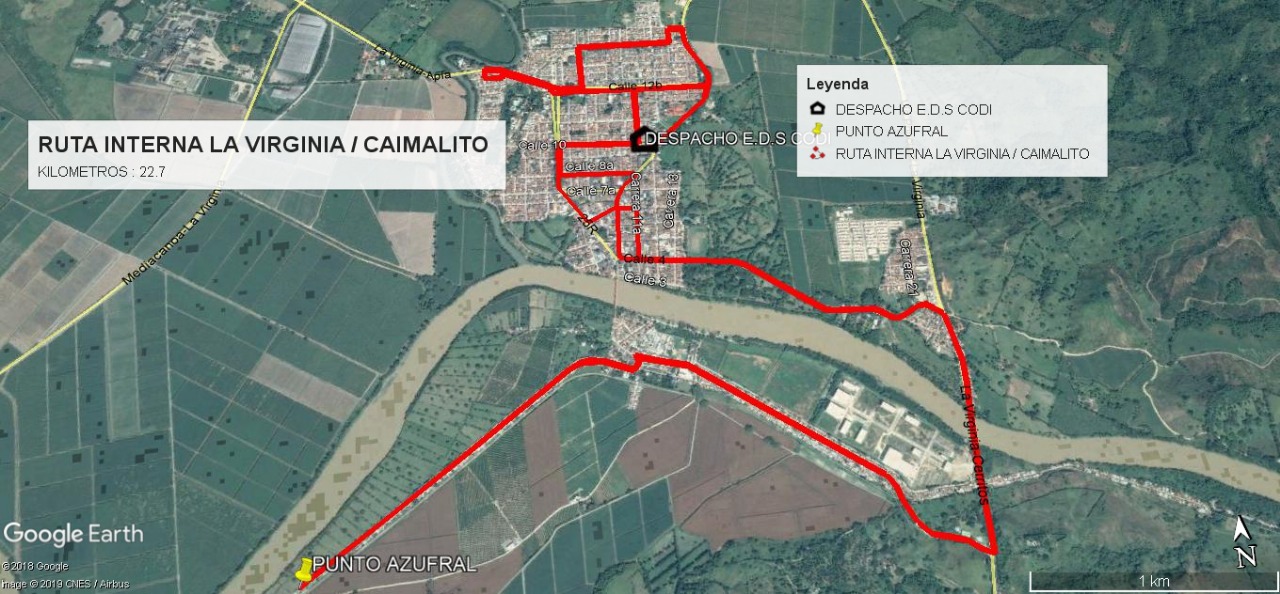 La Virginia-Apia
Leyenda
DESPACHO E.D.S CODI
PUNTO AZUFRAL
RUTA INTERNA LA VIRGINIA / CAIMALITO
RUTA INTERNA LA VIRGINIA / CAIMALITO
KILOMETROS : 22.7
Calle 12b
DESPACHO E.D.S CODI
Calle 10
Calle 8a
Calle 7a
Carrera 11a
Carrera 13
2dR
Virginia
Mediacanoa-La Virgin
Carrera 21
Calle 4
Calle 3
La Virginia-Cerritos
Google Earth
PUNTO AZUFRAL
©2018 Google
Image © 2019 CNES / Airbus
N
1 km